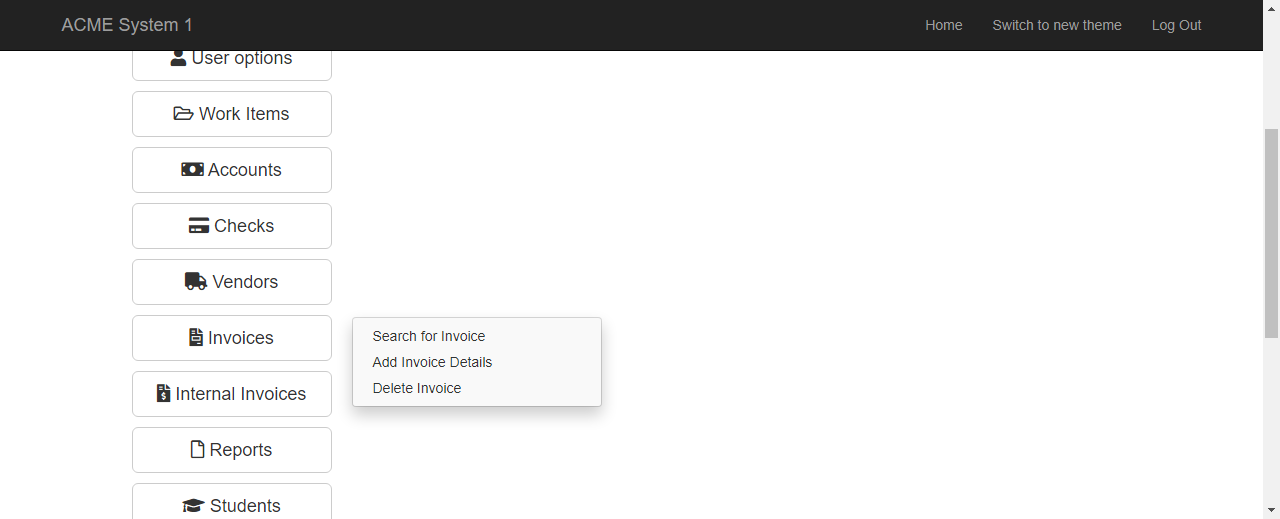 ACME System 1
Home
Switch to new theme
Log Out
User options
Work Items
Accounts
Checks
Vendors
Invoices
Search for Invoice
Add Invoice Details
Delete Invoice
Internal Invoices
Reports
Students